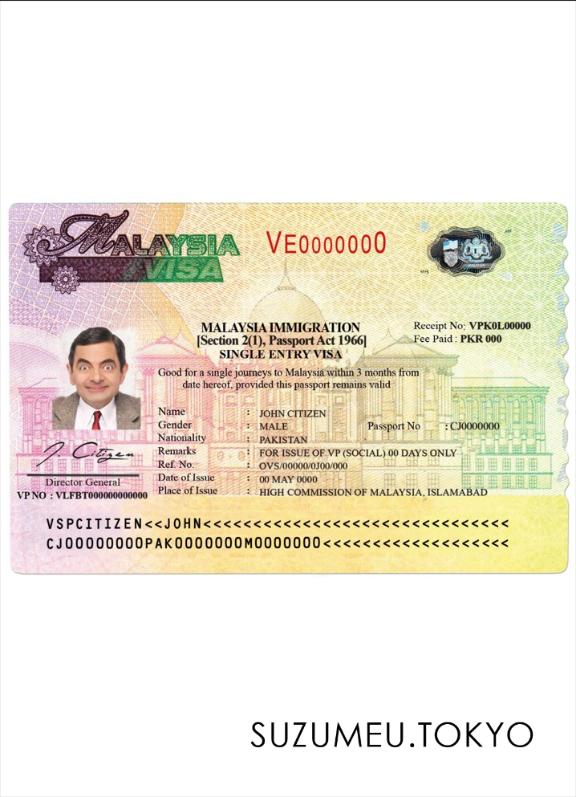 MALAYSIA VE0000000
VISA
MALAYSIA IMMIGRATION
[Section 2(1), Passport Act 1966]
SINGLE ENTRY VISA
Receipt No: VPK0L00000
Fee Paid : PKR 000
Good for a single journeys to Malaysia within 3 months from
date hereof, provided this passport remains valid
Name : JOHN CITIZEN
Gender : MALE Passport No : CJ0000000
Nationality : PAKISTAN
Remarks : FOR ISSUE OF VP (SOCIAL) 00 DAYS ONLY
Ref. No. : OVS/00000/0J00/000
Date of Issue : 00 MAY 0000
Place of Issue : HIGH COMMISSION OF MALAYSIA, ISLAMABAD
J. Citizen
Director General
VP NO : VLFBT000000000000
VSPCITIZEN<<JOHN<<<<<<<<<<<<<<<<<<<<<<<<<<<<
CJ00000000PAK0000000M0000000<<<<<<<<<<<<<<<<
SUZUMEU.TOKYO